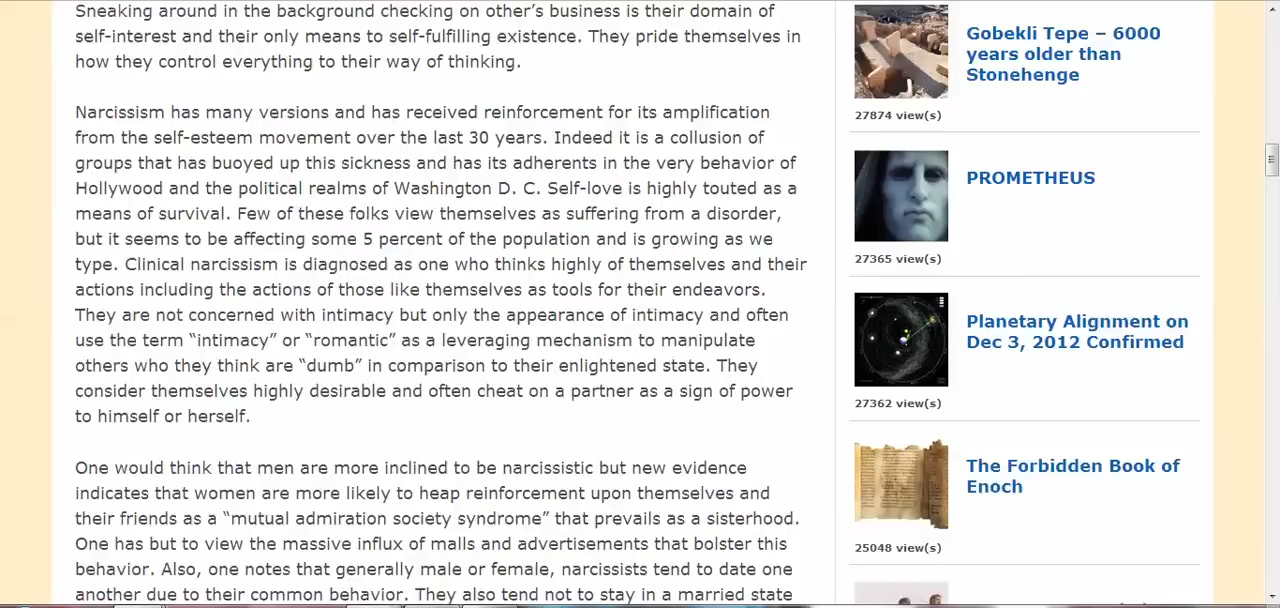 Sneaking around in the background checking on other’s business is their domain of
self-interest and their only means to self-fulfilling existence. They pride themselves in
how they control everything to their way of thinking.
Narcissism has many versions and has received reinforcement for its amplification
from the self-esteem movement over the last 30 years. Indeed it is a collusion of
groups that has buoyed up this sickness and has its adherents in the very behavior of
Hollywood and the political realms of Washington D. C. Self-love is highly touted as a
means of survival. Few of these folks view themselves as suffering from a disorder,
but it seems to be affecting some 5 percent of the population and is growing as we
type. Clinical narcissism is diagnosed as one who thinks highly of themselves and their
actions including the actions of those like themselves as tools for their endeavors.
They are not concerned with intimacy but only the appearance of intimacy and often
use the term “intimacy” or “romantic” as a leveraging mechanism to manipulate
others who they think are “dumb” in comparison to their enlightened state. They
consider themselves highly desirable and often cheat on a partner as a sign of power
to himself or herself.
One would think that men are more inclined to be narcissistic but new evidence
indicates that women are more likely to heap reinforcement upon themselves and
their friends as a “mutual admiration society syndrome” that prevails as a sisterhood.
One has but to view the massive influx of malls and advertisements that bolster this
behavior. Also, one notes that generally male or female, narcissists tend to date one
another due to their common behavior. They also tend not to stay in a married state
Gobekli Tepe – 6000
years older than
Stonehenge
27874 view(s)
PROMETHEUS
27365 view(s)
Planetary Alignment on
Dec 3, 2012 Confirmed
27362 view(s)
The Forbidden Book of
Enoch
25048 view(s)